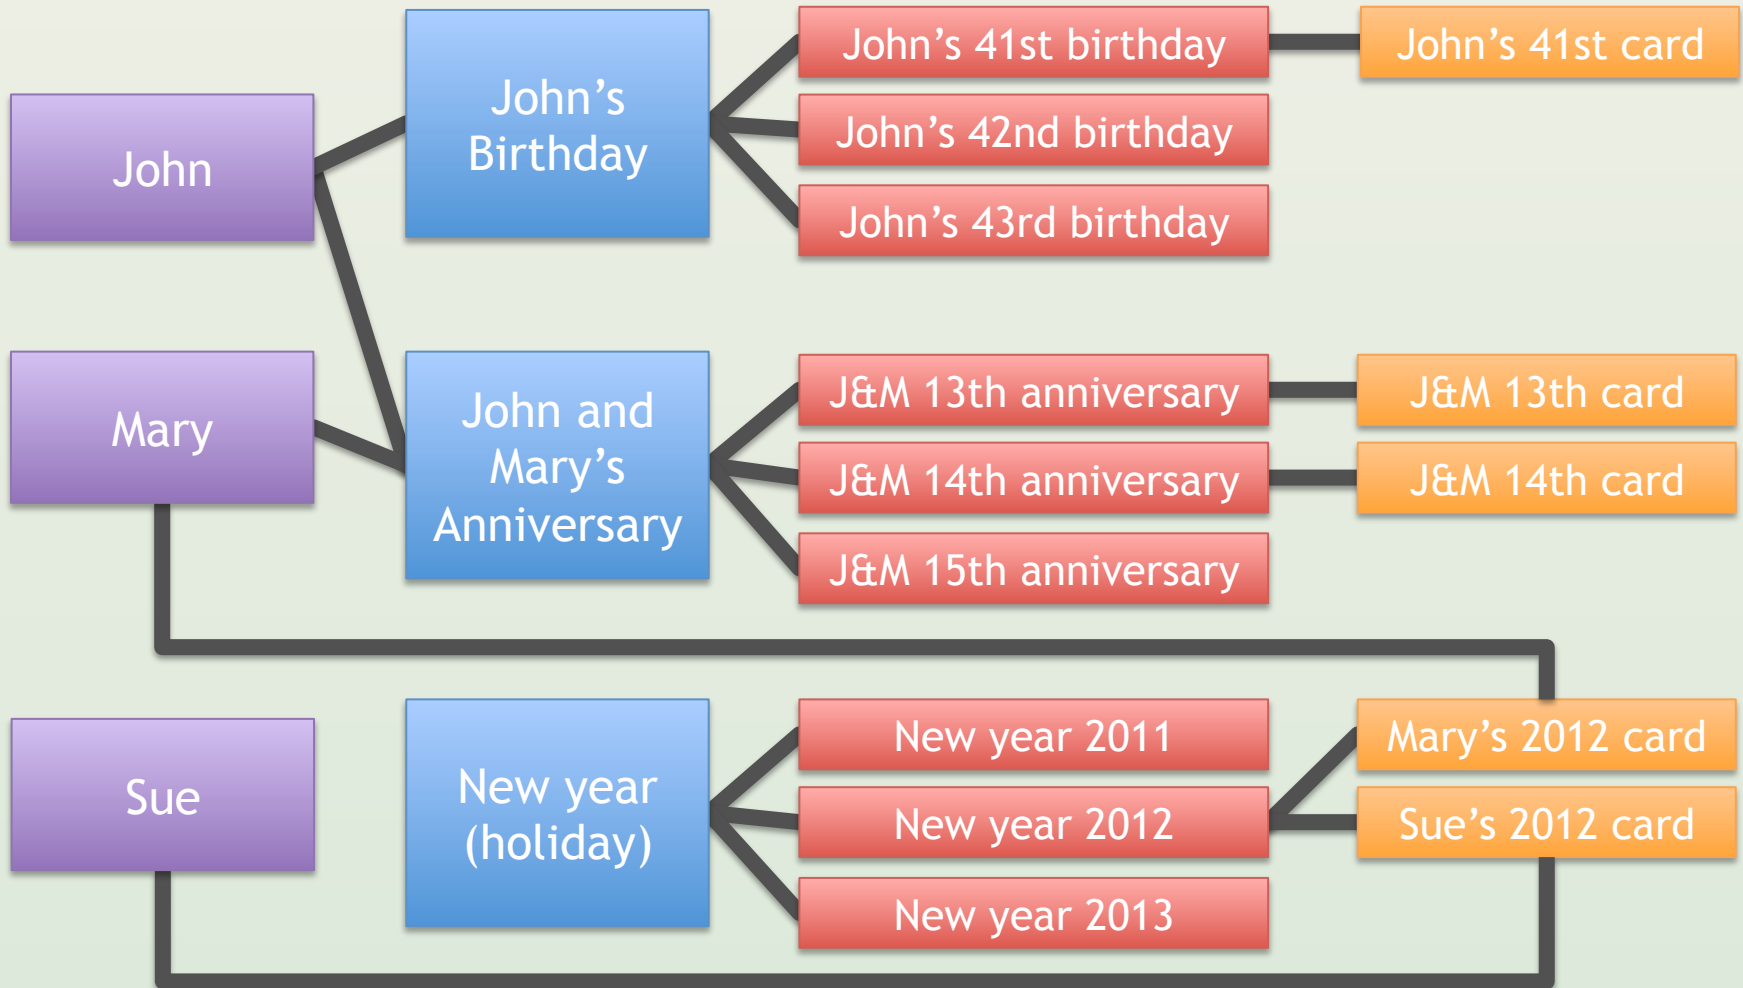 John
John’s
Birthday
John’s 41st birthday
John’s 41st card
John’s 42nd birthday
John’s 43rd birthday
Mary
John and
Mary’s
Anniversary
J&M 13th anniversary
J&M 13th card
J&M 14th anniversary
J&M 14th card
J&M 15th anniversary
Sue
New year
(holiday)
New year 2011
Mary’s 2012 card
New year 2012
Sue’s 2012 card
New year 2013